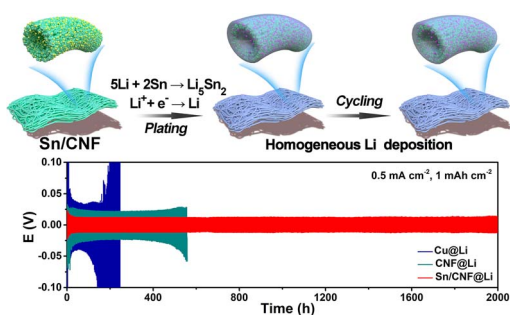 5Li + 2Sn → Li₅Sn₂
Li⁺ + e⁻ → Li
Plating
Cycling
Sn/CNF
Homogeneous Li deposition
0.10
0.05
0.00
-0.05
-0.10
E (V)
0.5 mA cm⁻², 1 mAh cm⁻²
Cu@Li
CNF@Li
Sn/CNF@Li
0 400 800 1200 1600 2000
Time (h)